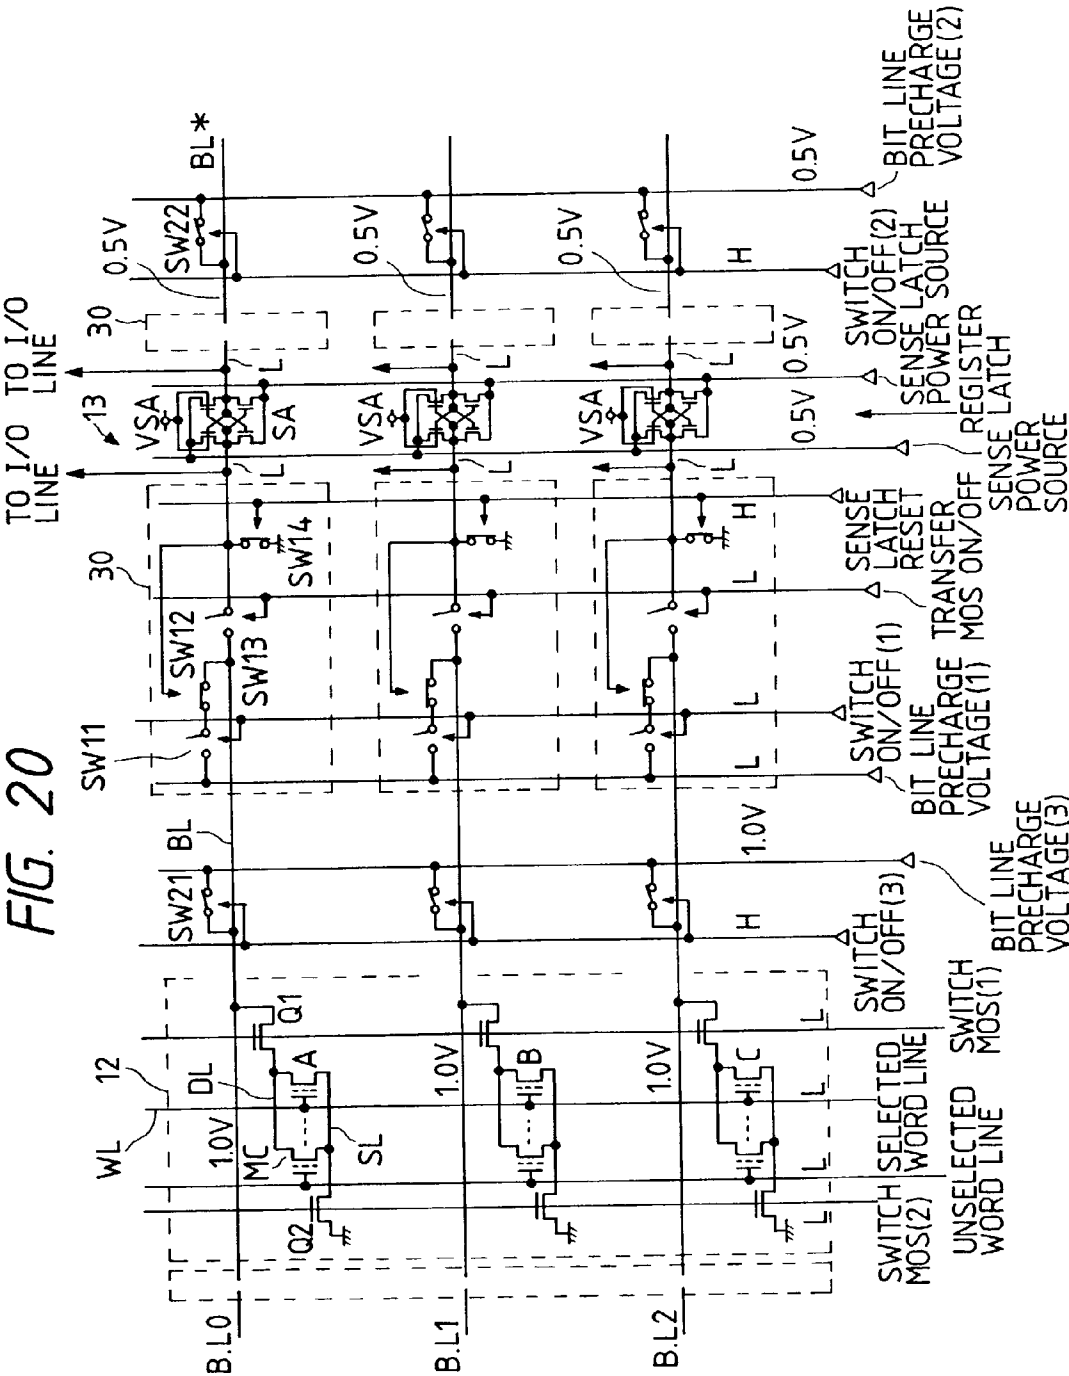 FIG. 20
TO I/O
LINE
TO I/O
LINE
13
VSA
SA
L
L
30
30
0.5V
SW22
BL*
SW11
SW12
SW13
SW14
BL
SW21
12
WL
DL
1.0V
MC
A
Q1
Q2
SL
B.L0
VSA
L
L
0.5V
1.0V
B
B.L1
VSA
L
L
0.5V
1.0V
C
B.L2
L
L
L
L
H
1.0V
L
L
L
H
0.5V
0.5V
H
0.5V
SWITCH
MOS(2)
UNSELECTED
WORD LINE
SELECTED
WORD LINE
SWITCH
MOS(1)
SWITCH
ON/OFF(3)
BIT LINE
PRECHARGE
VOLTAGE(3)
BIT LINE
PRECHARGE
VOLTAGE(1)
SWITCH
ON/OFF(1)
TRANSFER
MOS ON/OFF
SENSE
LATCH
RESET
SENSE LATCH
POWER
SOURCE
REGISTER
SENSE LATCH
POWER SOURCE
SWITCH
ON/OFF(2)
BIT LINE
PRECHARGE
VOLTAGE(2)